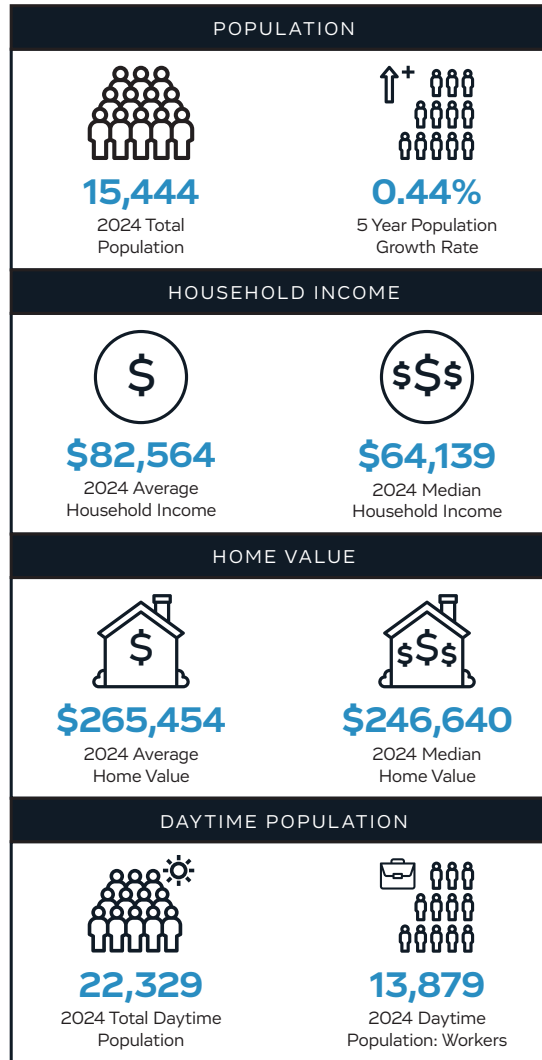 POPULATION
15,444
2024 Total
Population
0.44%
5 Year Population
Growth Rate
HOUSEHOLD INCOME
$
$$$
$82,564
2024 Average
Household Income
$64,139
2024 Median
Household Income
HOME VALUE
$
$$$
$265,454
2024 Average
Home Value
$246,640
2024 Median
Home Value
DAYTIME POPULATION
22,329
2024 Total Daytime
Population
13,879
2024 Daytime
Population: Workers